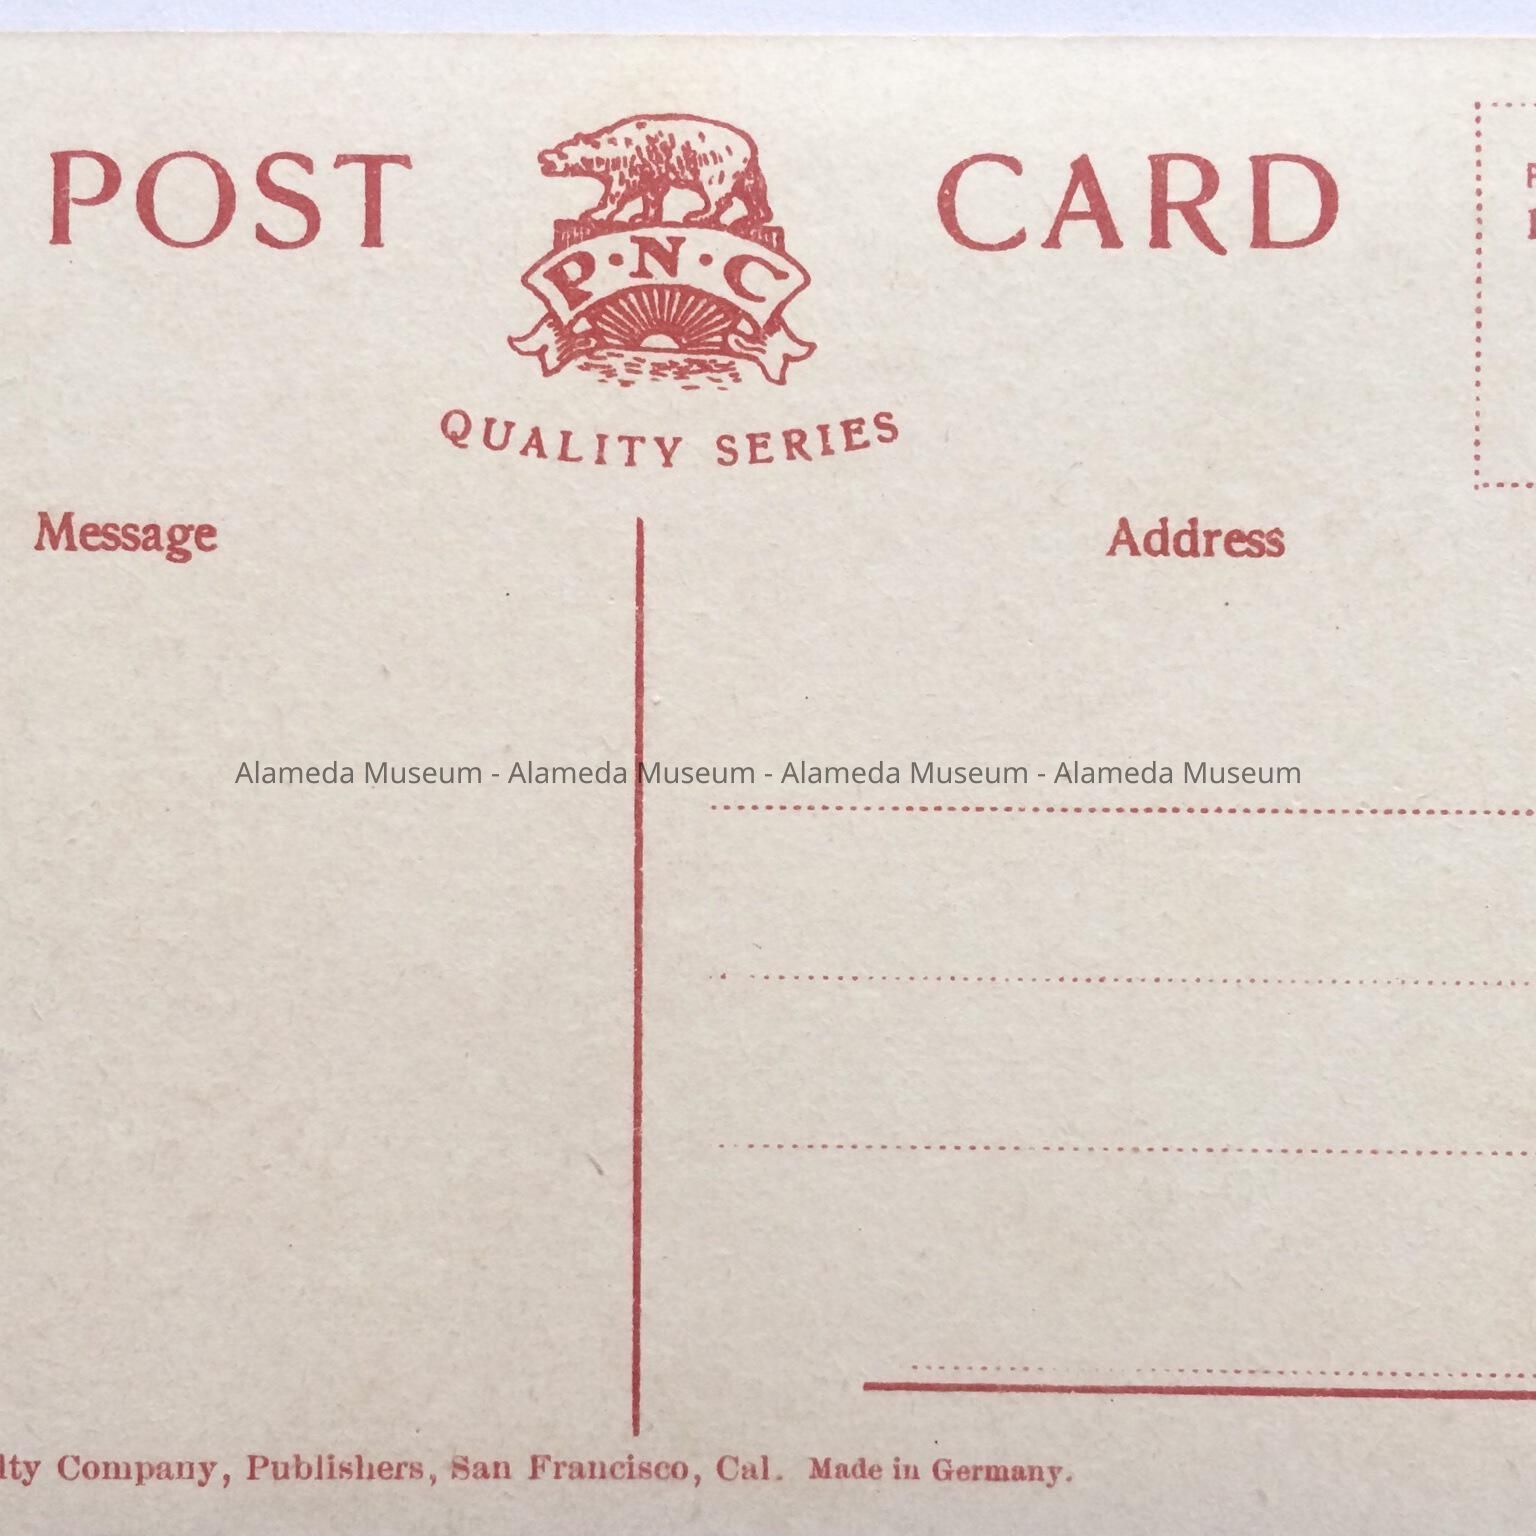 POST CARD
P·N·C
QUALITY SERIES
Message Address
Alameda Museum - Alameda Museum - Alameda Museum - Alameda Museum
lty Company, Publishers, San Francisco, Cal. Made in Germany.